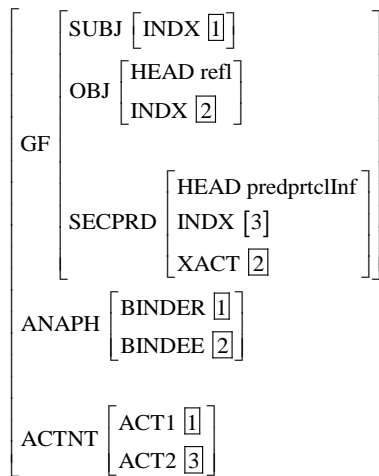 SUBJ [INDX 1]
OBJ [HEAD refl
INDX 2]
GF
SECPRD [HEAD predprtclInf
INDX [3]
XACT 2]
ANAPH [BINDER 1
BINDEE 2]
ACTNT [ACT1 1
ACT2 3]